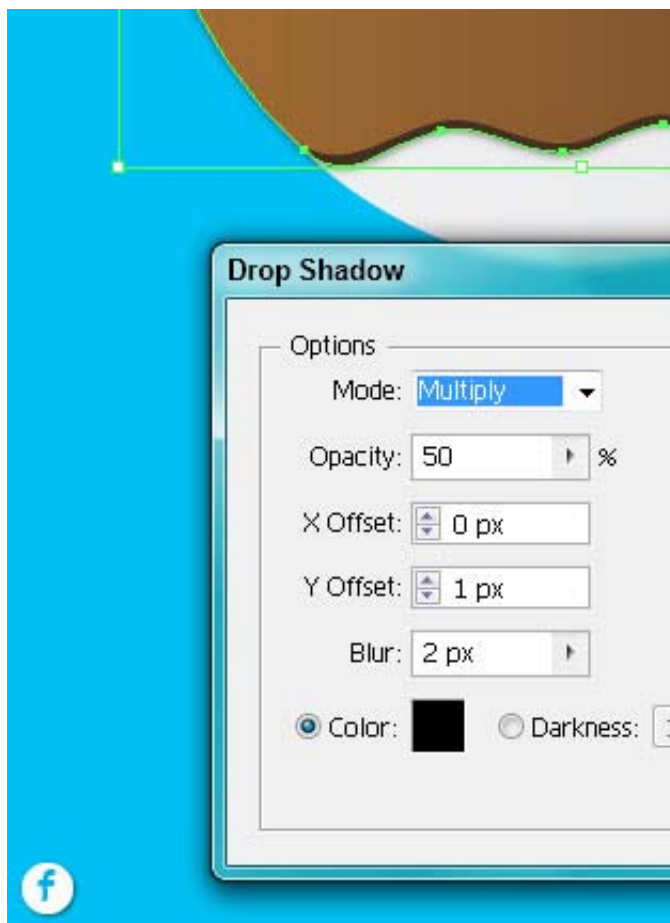 Drop Shadow
Options
Mode: Multiply
Opacity: 50 %
X Offset: 0 px
Y Offset: 1 px
Blur: 2 px
Color: Darkness:
f